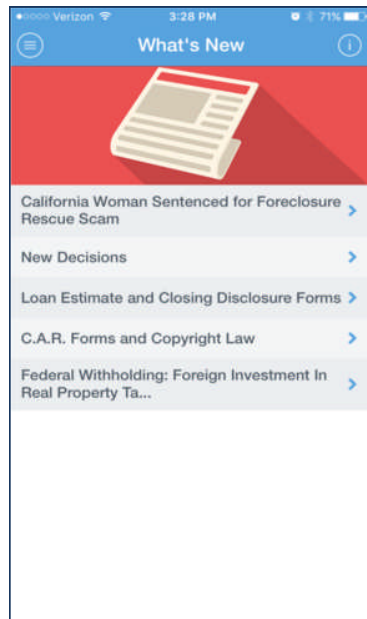 Verizon 3:28 PM 71%
What's New
California Woman Sentenced for Foreclosure
Rescue Scam
New Decisions
Loan Estimate and Closing Disclosure Forms
C.A.R. Forms and Copyright Law
Federal Withholding: Foreign Investment In
Real Property Ta...